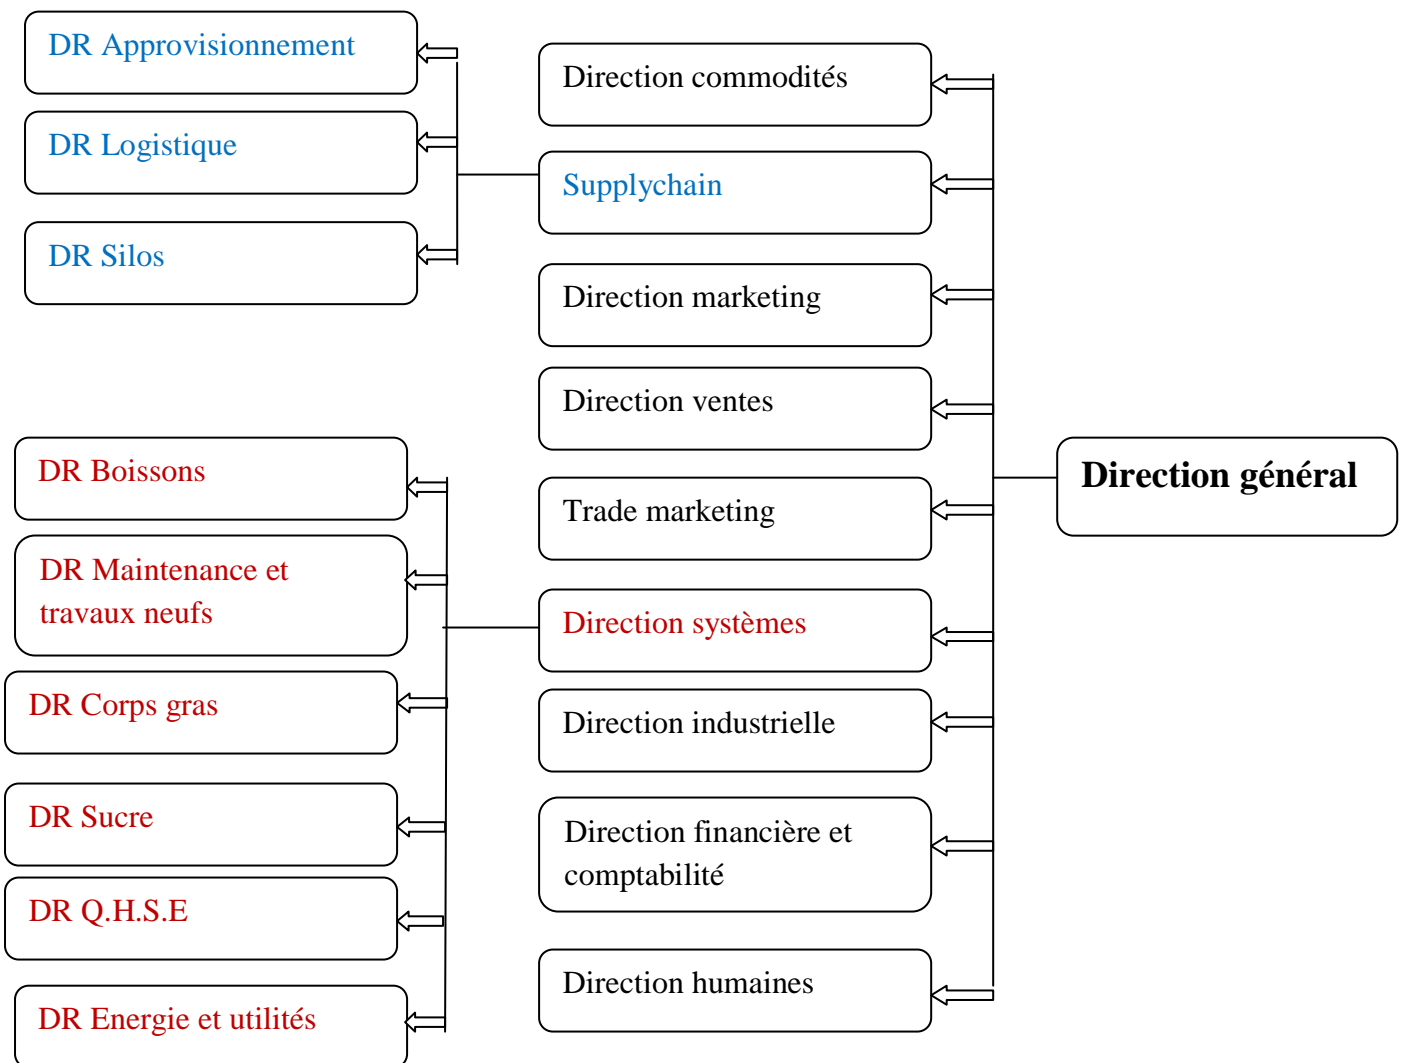 DR Approvisionnement
DR Logistique
DR Silos
DR Boissons
DR Maintenance et
travaux neufs
DR Corps gras
DR Sucre
DR Q.H.S.E
DR Energie et utilités
Direction commodités
Supplychain
Direction marketing
Direction ventes
Trade marketing
Direction systèmes
Direction industrielle
Direction financière et
comptabilité
Direction humaines
Direction général